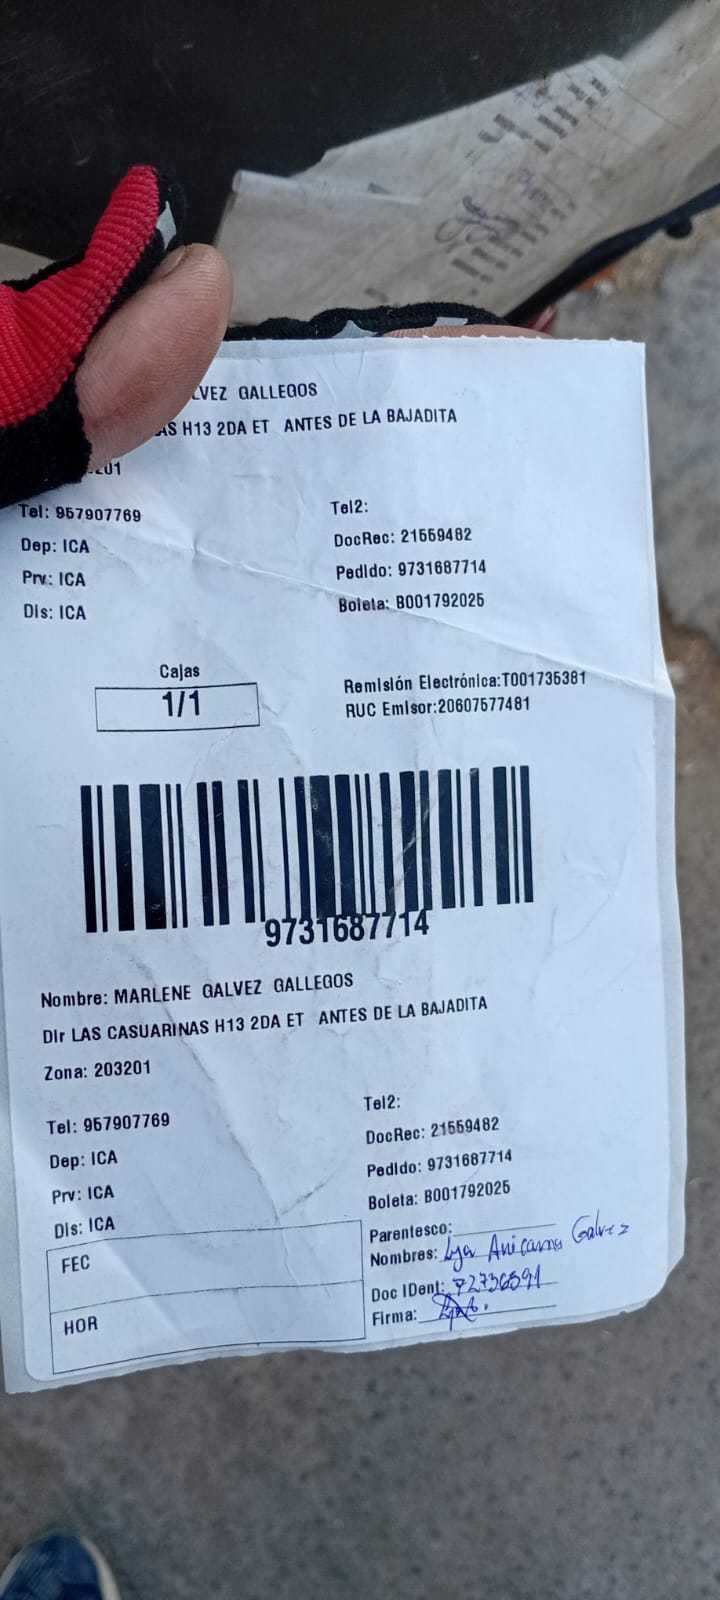 LVEZ GALLEGOS
AS H13 2DA ET ANTES DE LA BAJADITA
201
Tel: 957907769
Tel2:
Dep: ICA
DocRec: 21559482
Prv: ICA
Pedido: 9731687714
Dis: ICA
Boleta: B001792025
Cajas
1/1
Remisión Electrónica:T001735381
RUC Emisor:20607577481
9731687714
Nombre: MARLENE GALVEZ GALLEGOS
Dir LAS CASUARINAS H13 2DA ET ANTES DE LA BAJADITA
Zona: 203201
Tel: 957907769
Tel2:
Dep: ICA
DocRec: 21559482
Prv: ICA
Pedido: 9731687714
Dis: ICA
Boleta: B001792025
FEC
HOR
Parentesco:
Nombres: Galvez
Doc IDent: 72736591
Firma: